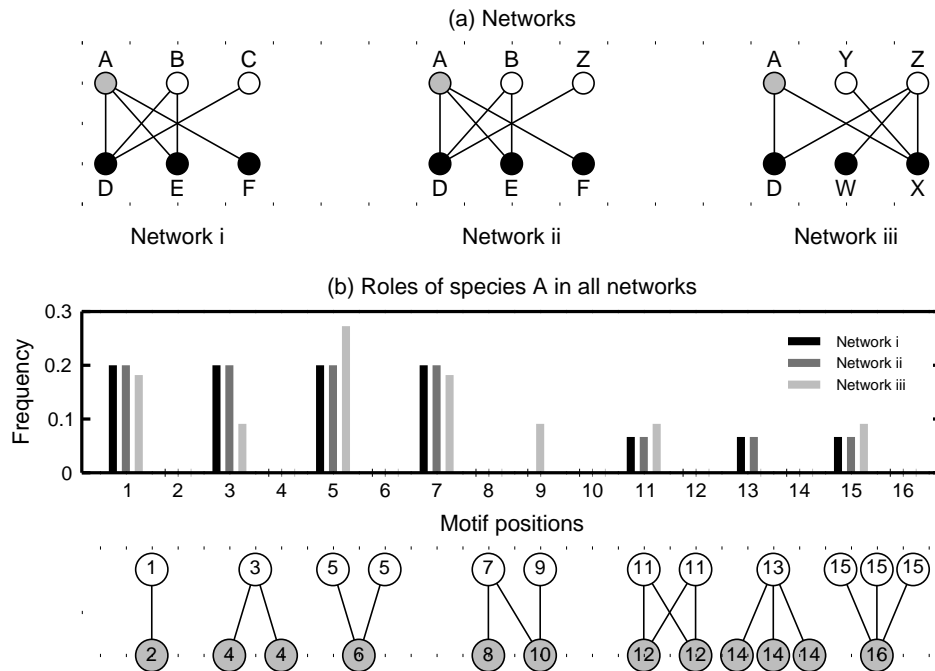 (a) Networks
A B C A B Z A Y Z
D E F D E F D W X
Network i Network ii Network iii
(b) Roles of species A in all networks
0.3
0.2
0.1
0
Frequency
Network i
Network ii
Network iii
1 2 3 4 5 6 7 8 9 10 11 12 13 14 15 16
Motif positions
1 3 5 5 7 9 11 11 13 15 15 15
2 4 4 6 8 10 12 12 14 14 14 16